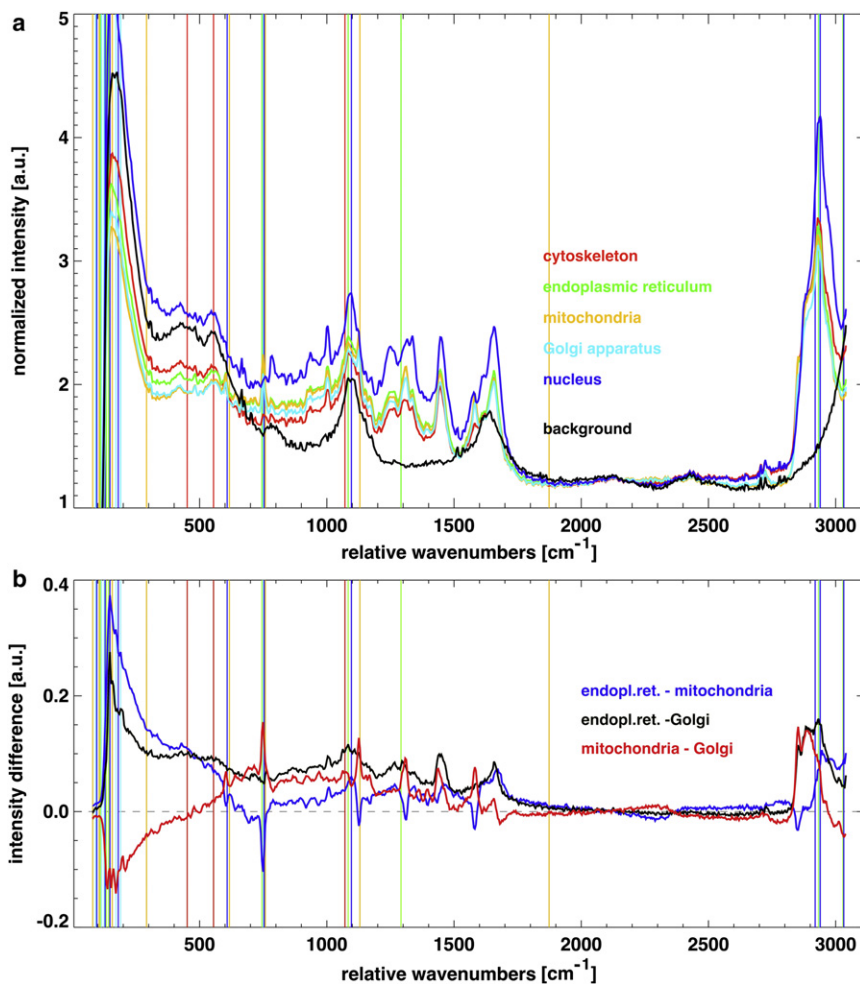 a
5
4
3
2
1
normalized intensity [a.u.]
cytoskeleton
endoplasmic reticulum
mitochondria
Golgi apparatus
nucleus
background
500 1000 1500 2000 2500 3000
relative wavenumbers [cm⁻¹]
b
0.4
0.2
0.0
-0.2
intensity difference [a.u.]
endopl.ret. - mitochondria
endopl.ret. -Golgi
mitochondria - Golgi
500 1000 1500 2000 2500 3000
relative wavenumbers [cm⁻¹]